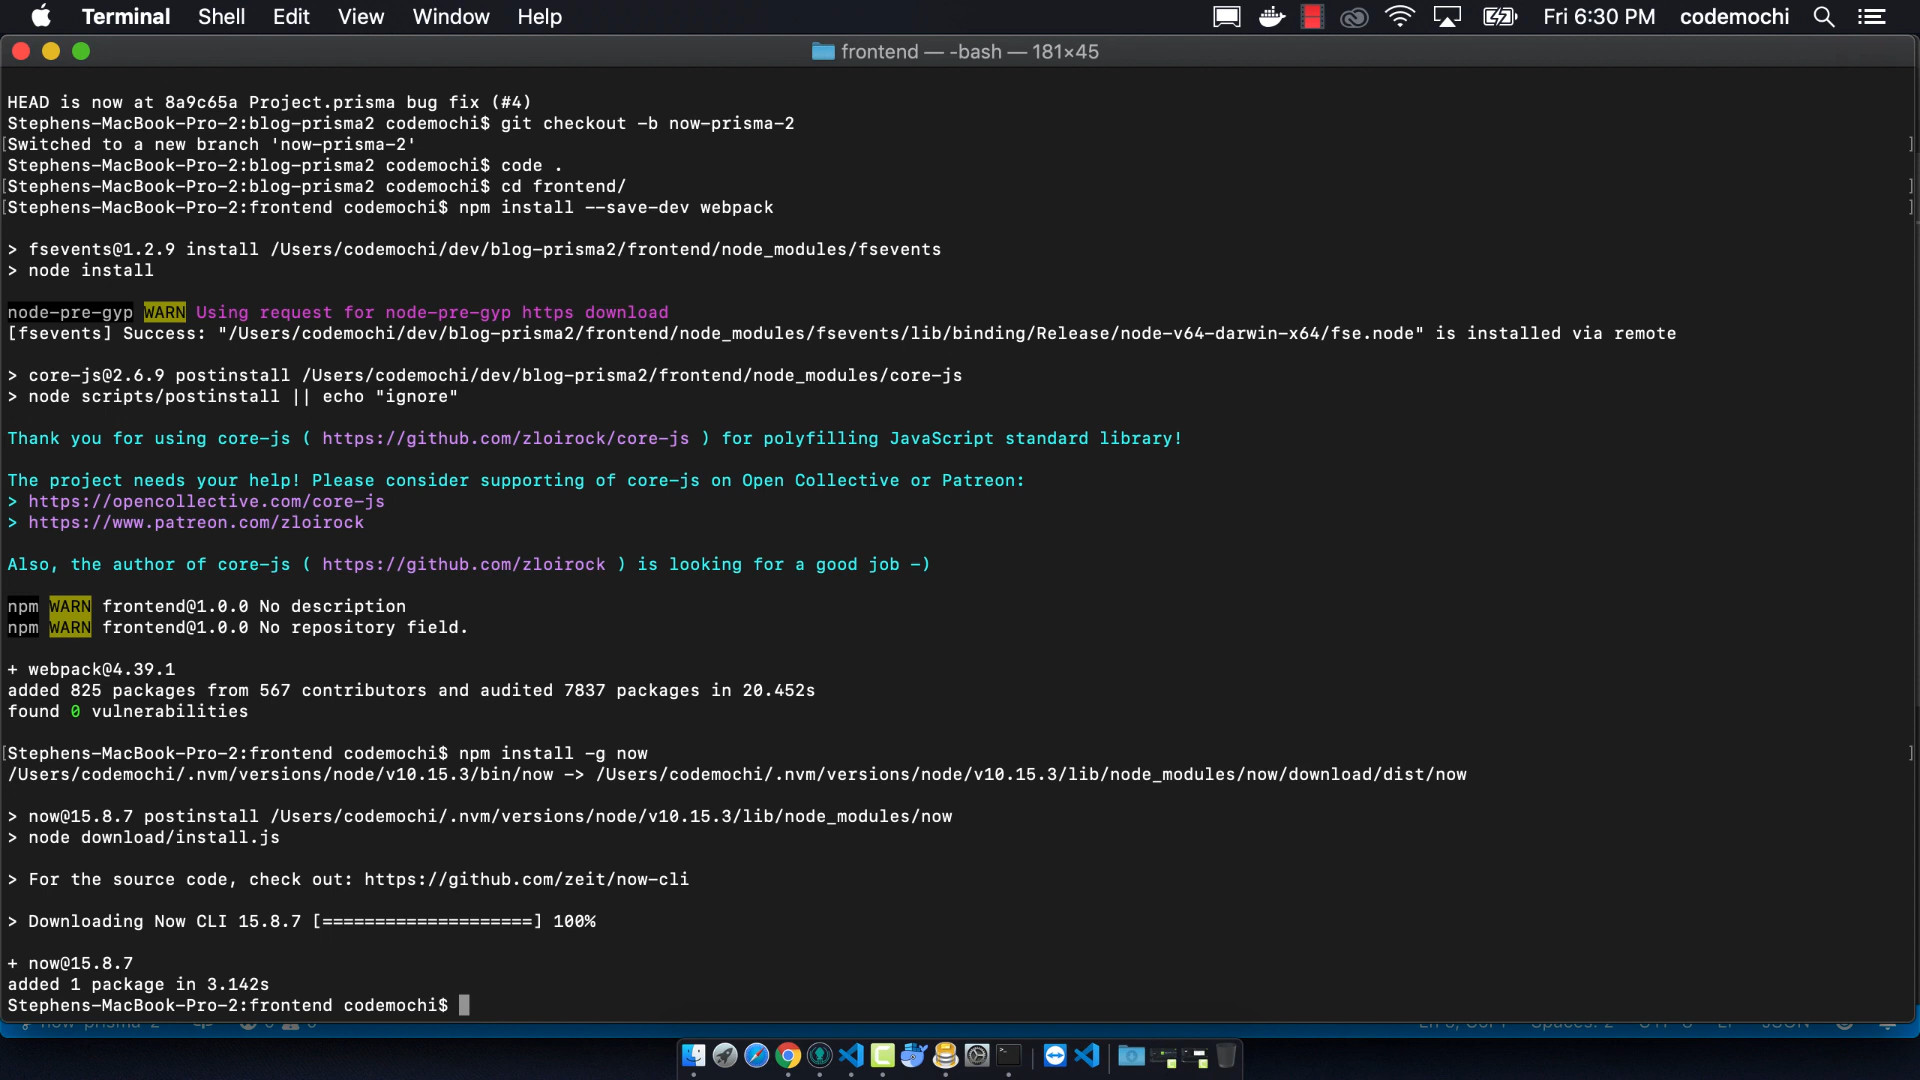 Terminal Shell Edit View Window Help Fri 6:30 PM codemochi
frontend — -bash — 181×45
HEAD is now at 8a9c65a Project.prisma bug fix (#4)
Stephens-MacBook-Pro-2:blog-prisma2 codemochi$ git checkout -b now-prisma-2
[Switched to a new branch 'now-prisma-2' ]
Stephens-MacBook-Pro-2:blog-prisma2 codemochi$ code .
[Stephens-MacBook-Pro-2:blog-prisma2 codemochi$ cd frontend/ ]
[Stephens-MacBook-Pro-2:frontend codemochi$ npm install --save-dev webpack ]
> fsevents@1.2.9 install /Users/codemochi/dev/blog-prisma2/frontend/node_modules/fsevents
> node install
node-pre-gyp WARN Using request for node-pre-gyp https download
[fsevents] Success: "/Users/codemochi/dev/blog-prisma2/frontend/node_modules/fsevents/lib/binding/Release/node-v64-darwin-x64/fse.node" is installed via remote
> core-js@2.6.9 postinstall /Users/codemochi/dev/blog-prisma2/frontend/node_modules/core-js
> node scripts/postinstall || echo "ignore"
Thank you for using core-js ( https://github.com/zloirock/core-js ) for polyfilling JavaScript standard library!
The project needs your help! Please consider supporting of core-js on Open Collective or Patreon:
> https://opencollective.com/core-js
> https://www.patreon.com/zloirock
Also, the author of core-js ( https://github.com/zloirock ) is looking for a good job -)
npm WARN frontend@1.0.0 No description
npm WARN frontend@1.0.0 No repository field.
+ webpack@4.39.1
added 825 packages from 567 contributors and audited 7837 packages in 20.452s
found 0 vulnerabilities
[Stephens-MacBook-Pro-2:frontend codemochi$ npm install -g now ]
/Users/codemochi/.nvm/versions/node/v10.15.3/bin/now -> /Users/codemochi/.nvm/versions/node/v10.15.3/lib/node_modules/now/download/dist/now
> now@15.8.7 postinstall /Users/codemochi/.nvm/versions/node/v10.15.3/lib/node_modules/now
> node download/install.js
> For the source code, check out: https://github.com/zeit/now-cli
> Downloading Now CLI 15.8.7 [====================] 100%
+ now@15.8.7
added 1 package in 3.142s
Stephens-MacBook-Pro-2:frontend codemochi$